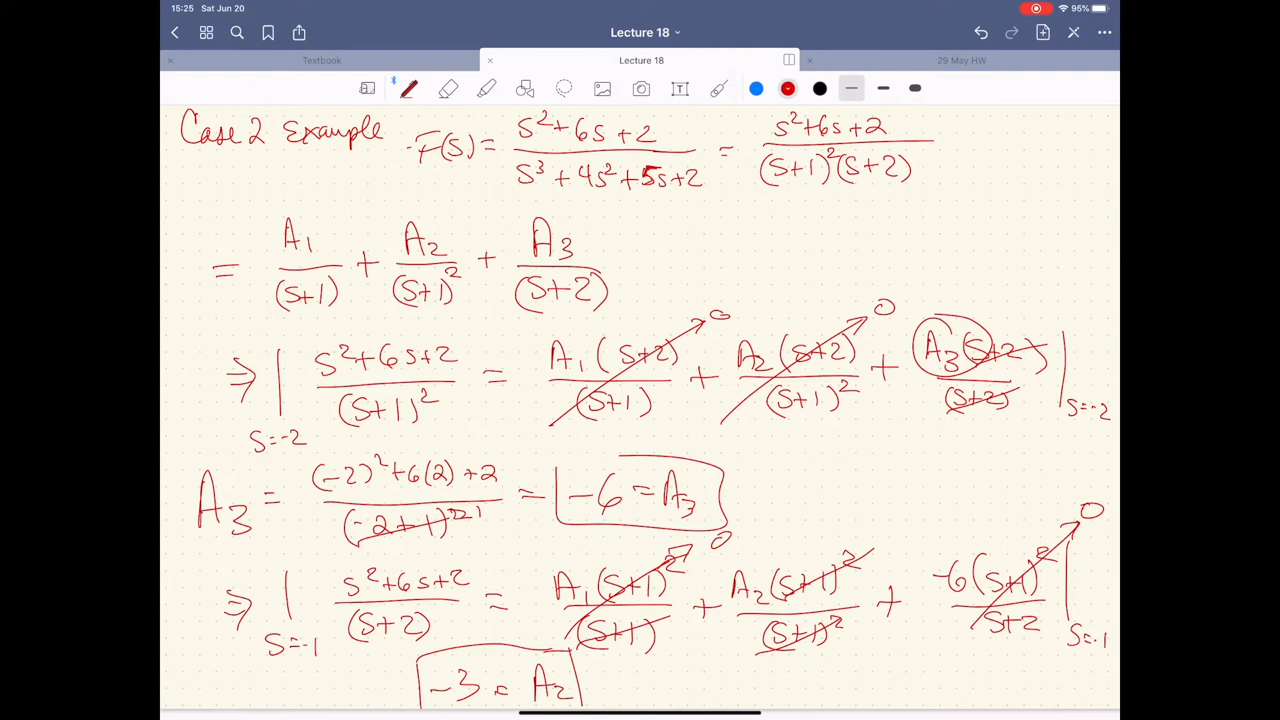 15:25 Sat Jun 20 95%
Lecture 18
Textbook Lecture 18 29 May HW
Case 2 Example F(S) = s²+6s+2 / s³+4s²+5s+2 = s²+6s+2 / (s+1)²(s+2)
= A₁/(s+1) + A₂/(s+1)² + A₃/(s+2)
⇒ | s²+6s+2 / (s+1)² = A₁(s+2)/(s+1) → 0 + A₂(s+2)/(s+1)² → 0 + A₃(s+2)/(s+2) |
S=-2 S=-2
A₃ = (-2)²+6(2)+2 / (-2+1)² = -6 = A₃
⇒ | s²+6s+2 / (s+2) = A₁(s+1)²/(s+1) → 0 + A₂(s+1)²/(s+1)² + -6(s+1)²/s+2 → 0 |
S=-1 S=-1
-3 = A₂